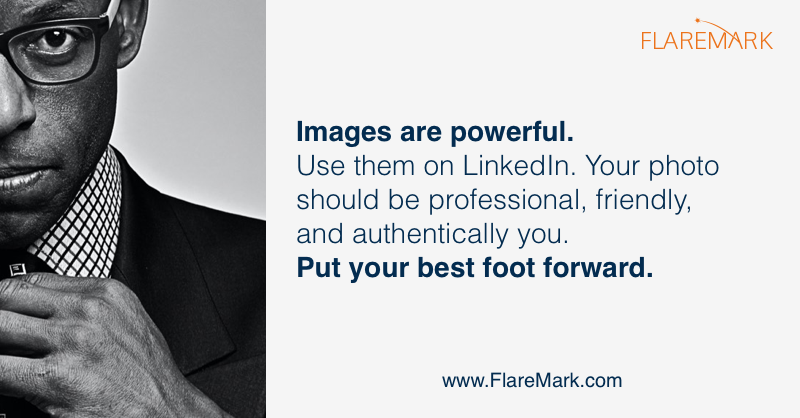 FLAREMARK
Images are powerful.
Use them on LinkedIn. Your photo
should be professional, friendly,
and authentically you.
Put your best foot forward.
www.FlareMark.com